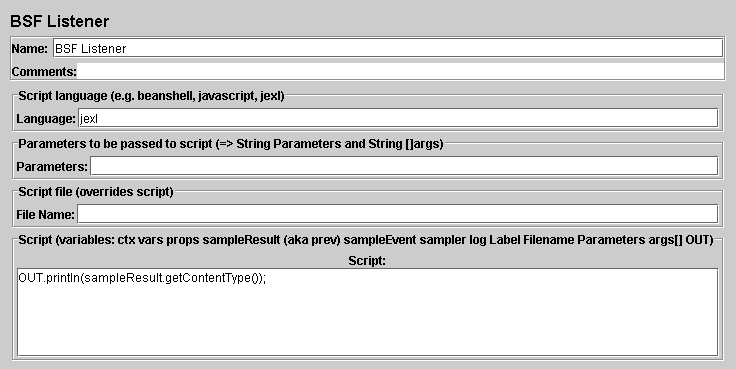 BSF Listener
Name: BSF Listener
Comments:
Script language (e.g. beanshell, javascript, jexl)
Language: jexl
Parameters to be passed to script (=> String Parameters and String []args)
Parameters:
Script file (overrides script)
File Name:
Script (variables: ctx vars props sampleResult (aka prev) sampleEvent sampler log Label Filename Parameters args[] OUT)
Script:
OUT.println(sampleResult.getContentType());